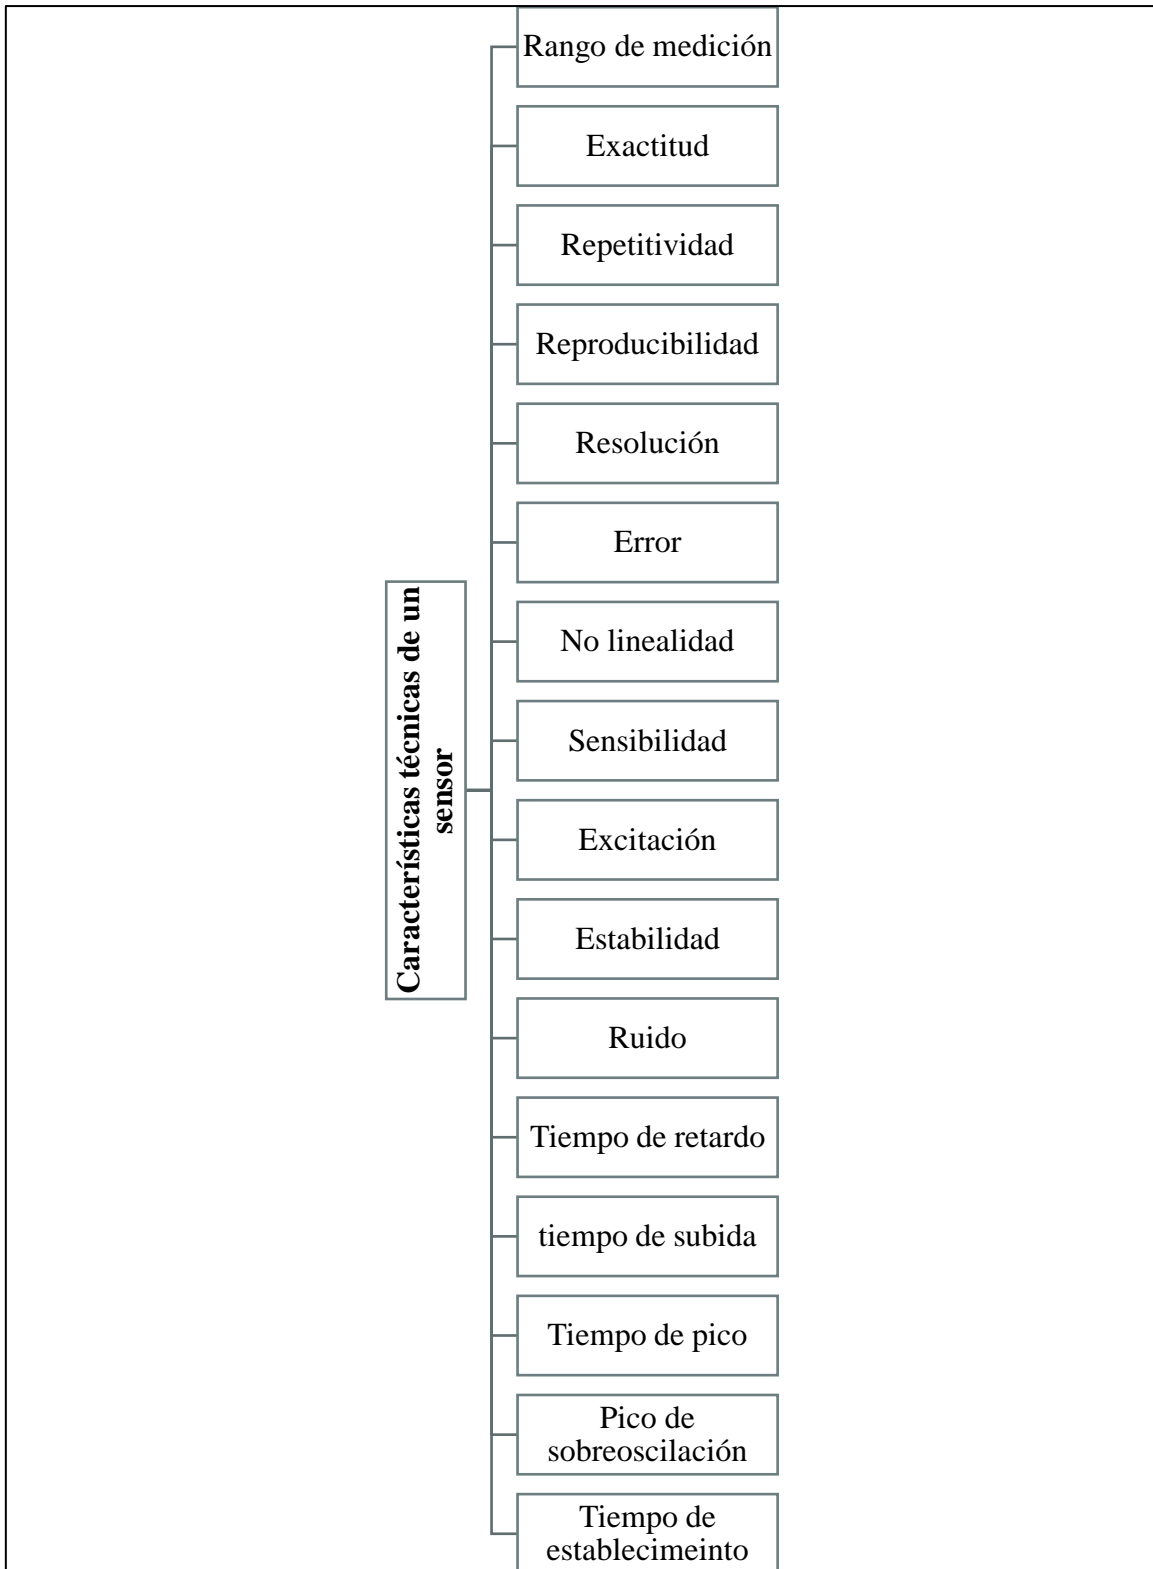 Rango de medición
Exactitud
Repetitividad
Reproducibilidad
Resolución
Error
No linealidad
Características técnicas de un
sensor
Sensibilidad
Excitación
Estabilidad
Ruido
Tiempo de retardo
tiempo de subida
Tiempo de pico
Pico de
sobreoscilación
Tiempo de
establecimeinto